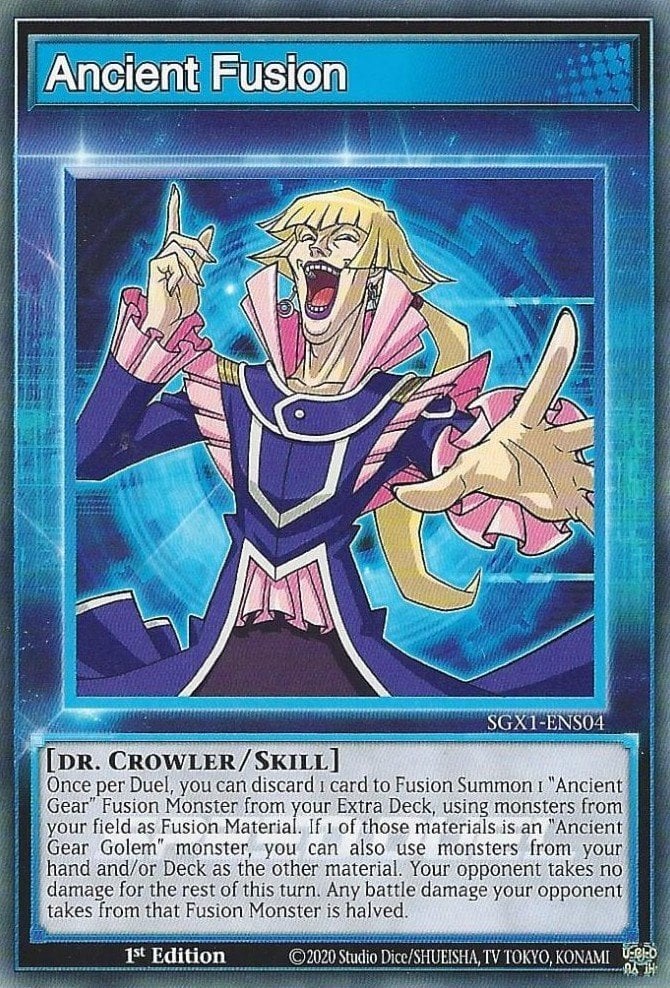 Ancient Fusion
SGX1-ENS04
[DR. CROWLER/SKILL]
Once per Duel, you can discard 1 card to Fusion Summon 1 "Ancient
Gear" Fusion Monster from your Extra Deck, using monsters from
your field as Fusion Material. If 1 of those materials is an "Ancient
Gear Golem" monster, you can also use monsters from your
hand and/or Deck as the other material. Your opponent takes no
damage for the rest of this turn. Any battle damage your opponent
takes from that Fusion Monster is halved.
1st Edition
©2020 Studio Dice/SHUEISHA, TV TOKYO, KONAMI